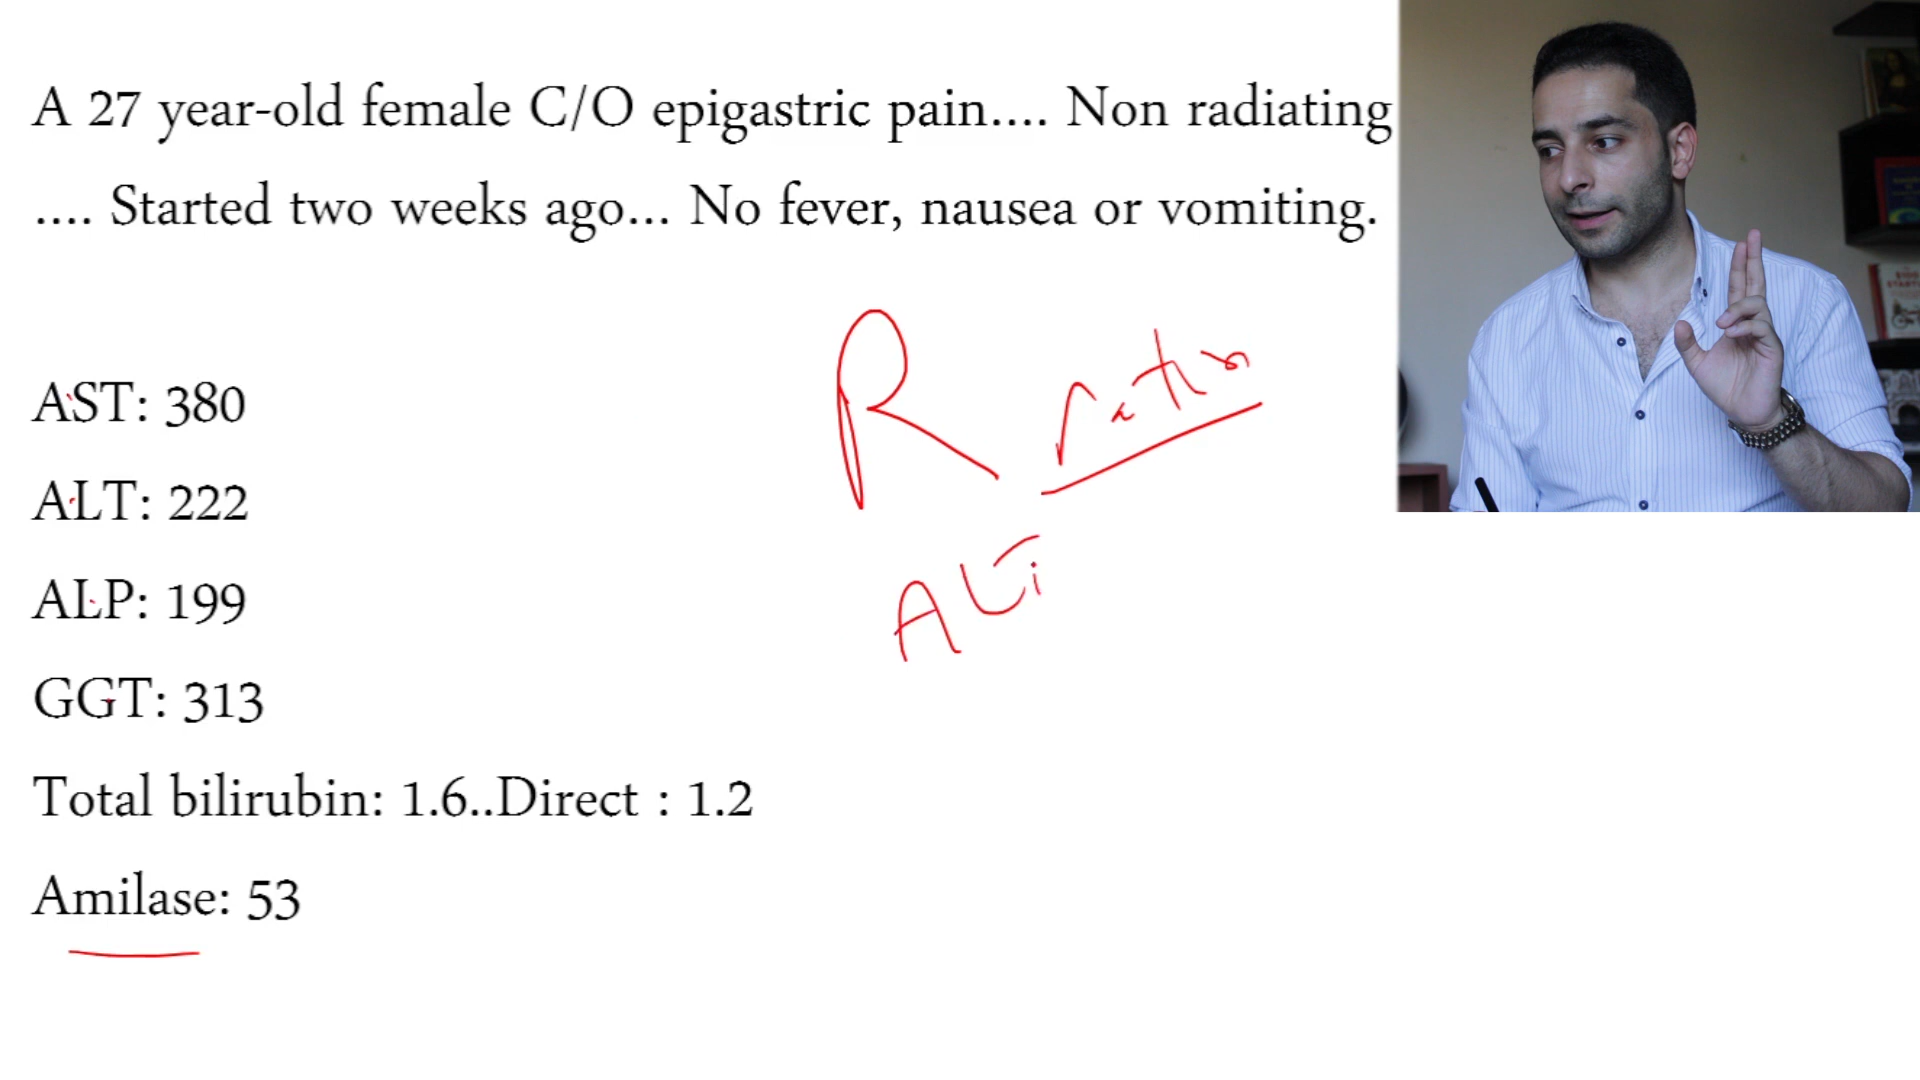 A 27 year-old female C/O epigastric pain.... Non radiating
.... Started two weeks ago... No fever, nausea or vomiting.
R ratio
AST: 380
ALT: 222
ALT
ALP: 199
GGT: 313
Total bilirubin: 1.6..Direct : 1.2
Amilase: 53